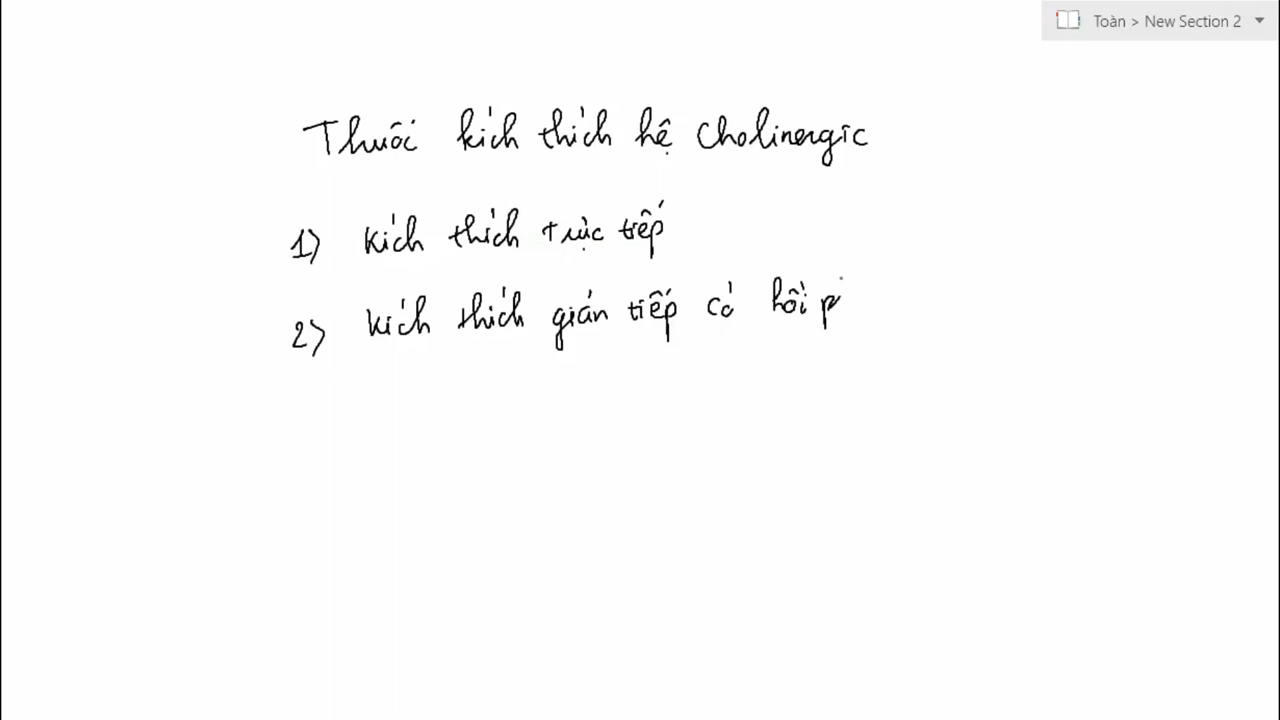 Toàn > New Section 2
Thuốc kích thích hệ Cholinergic
1) Kích thích trực tiếp
2) Kích thích gián tiếp có hồi p